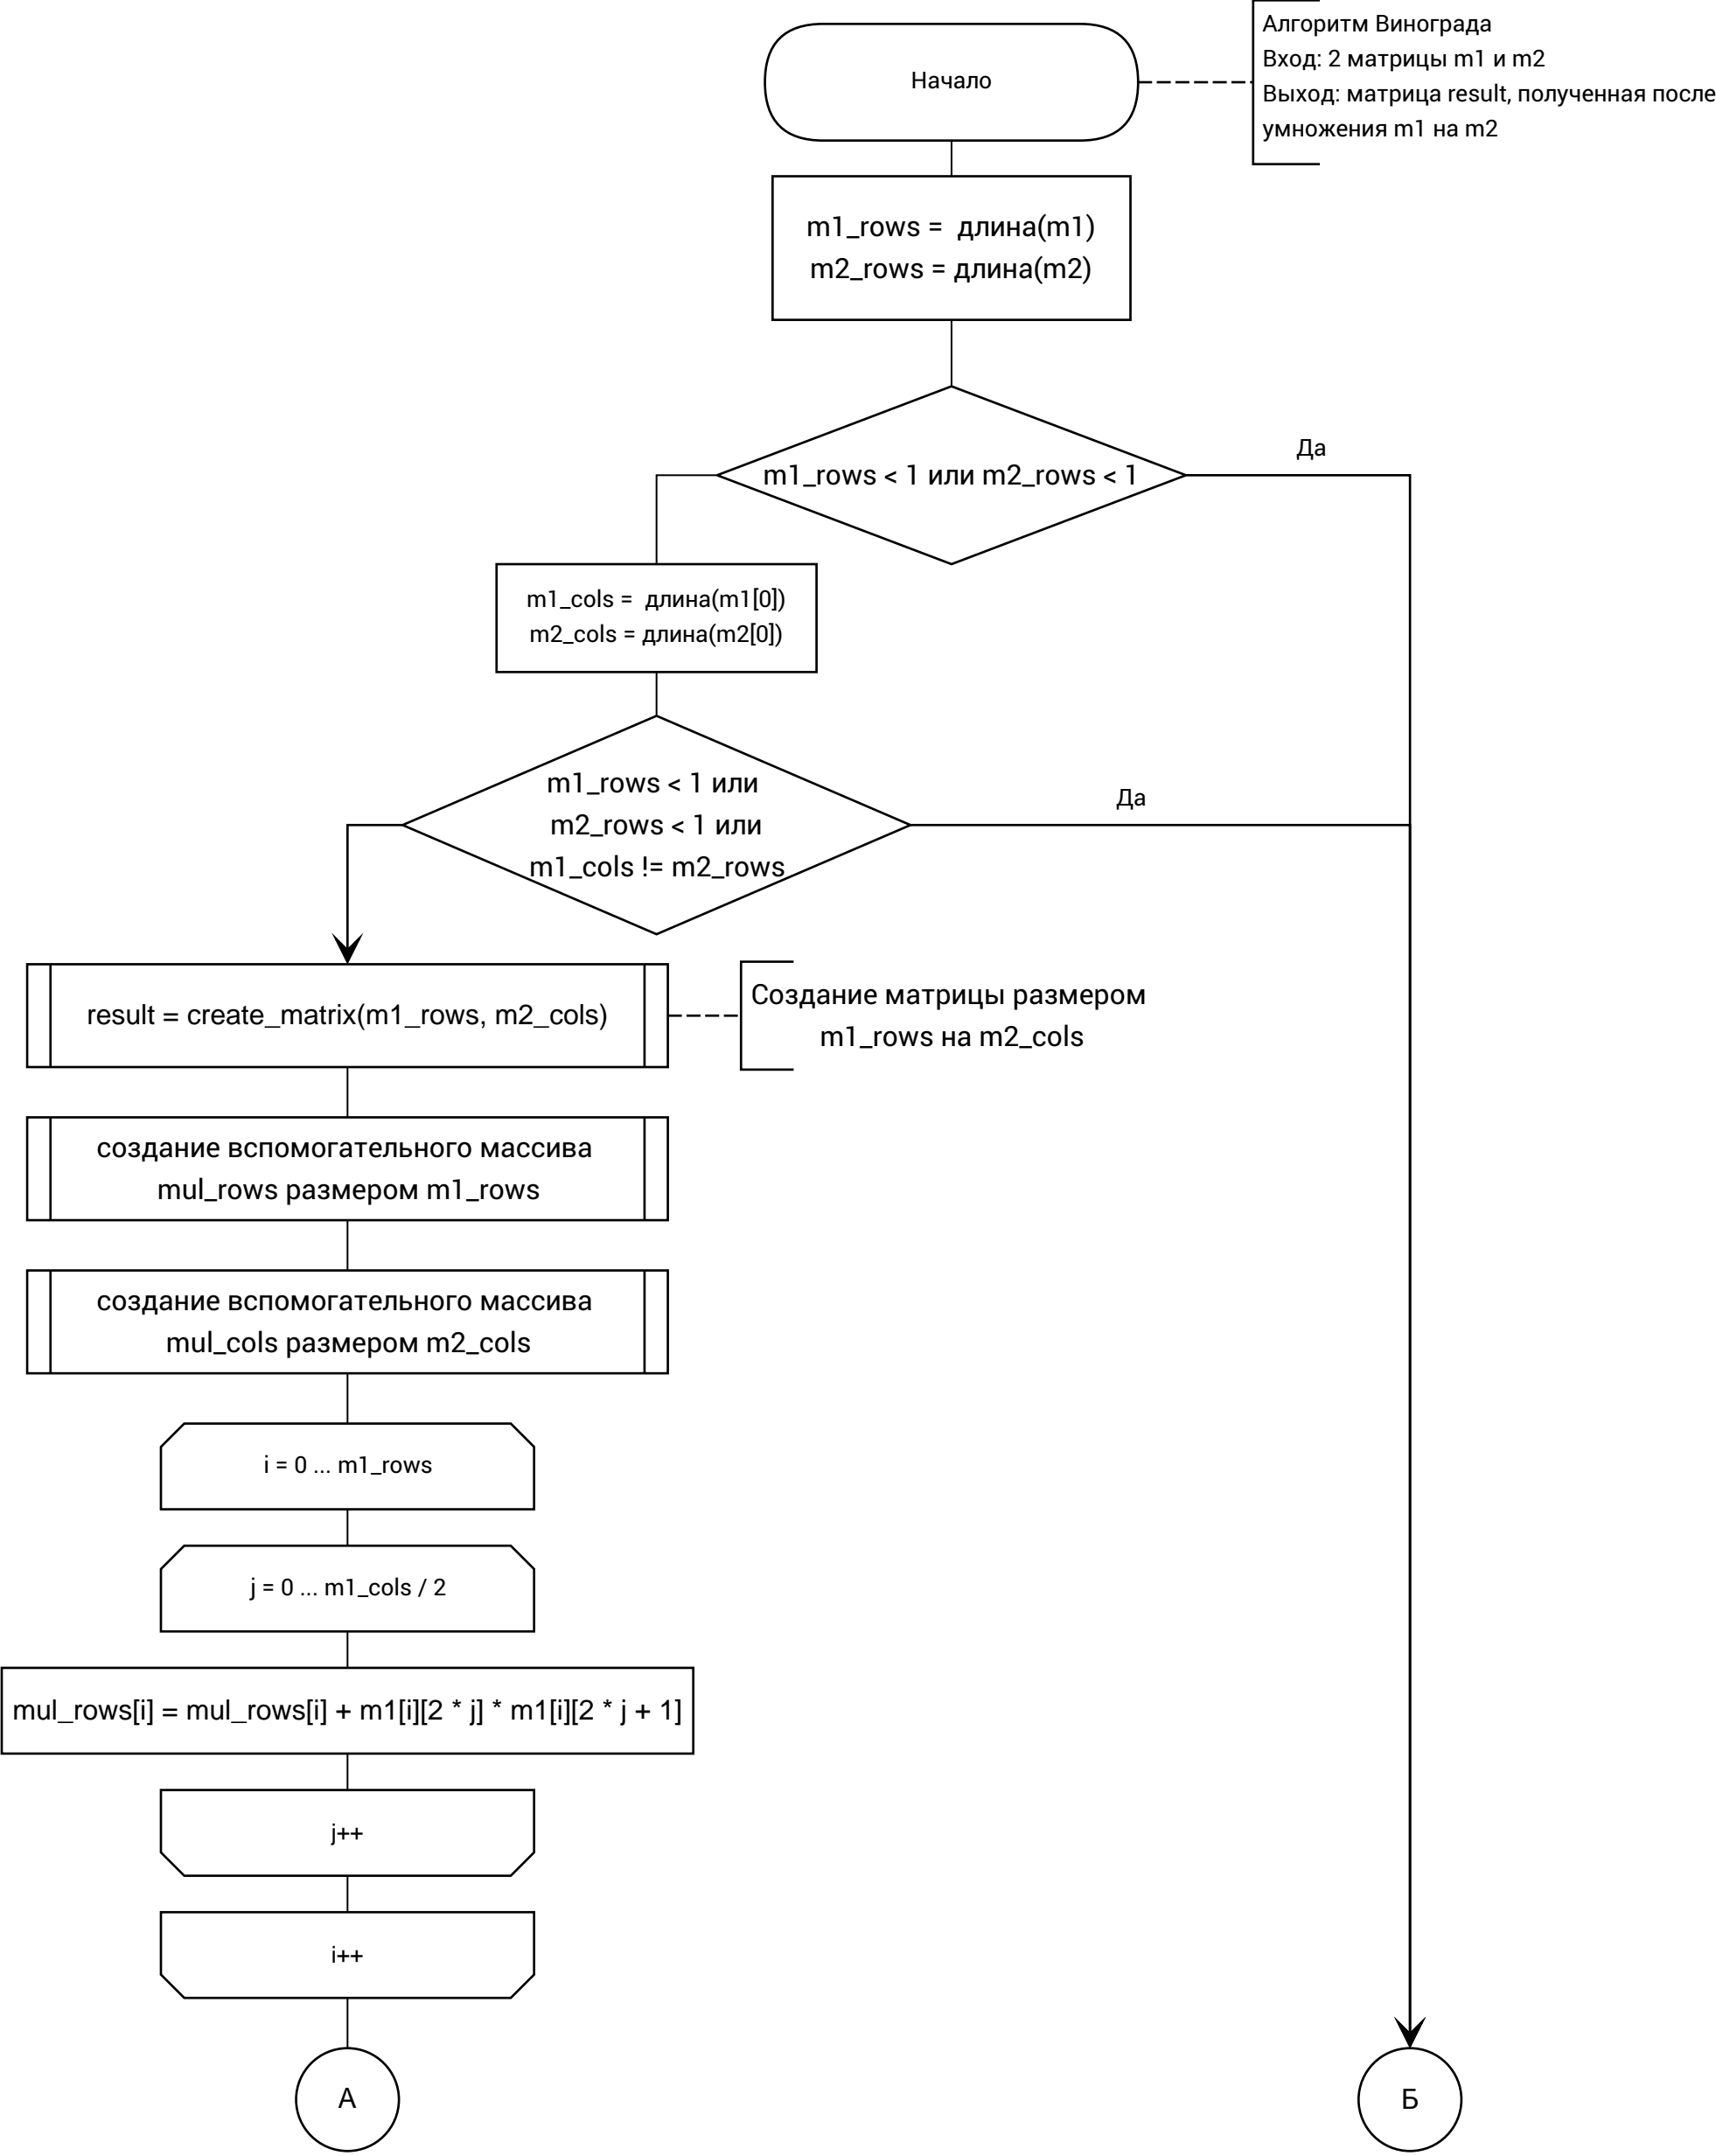 Начало
Алгоритм Винограда
Вход: 2 матрицы m1 и m2
Выход: матрица result, полученная после
умножения m1 на m2
m1_rows = длина(m1)
m2_rows = длина(m2)
m1_rows < 1 или m2_rows < 1
Да
m1_cols = длина(m1[0])
m2_cols = длина(m2[0])
m1_rows < 1 или
m2_rows < 1 или
m1_cols != m2_rows
Да
result = create_matrix(m1_rows, m2_cols)
Создание матрицы размером
m1_rows на m2_cols
создание вспомогательного массива
mul_rows размером m1_rows
создание вспомогательного массива
mul_cols размером m2_cols
i = 0 ... m1_rows
j = 0 ... m1_cols / 2
mul_rows[i] = mul_rows[i] + m1[i][2 * j] * m1[i][2 * j + 1]
j++
i++
А
Б